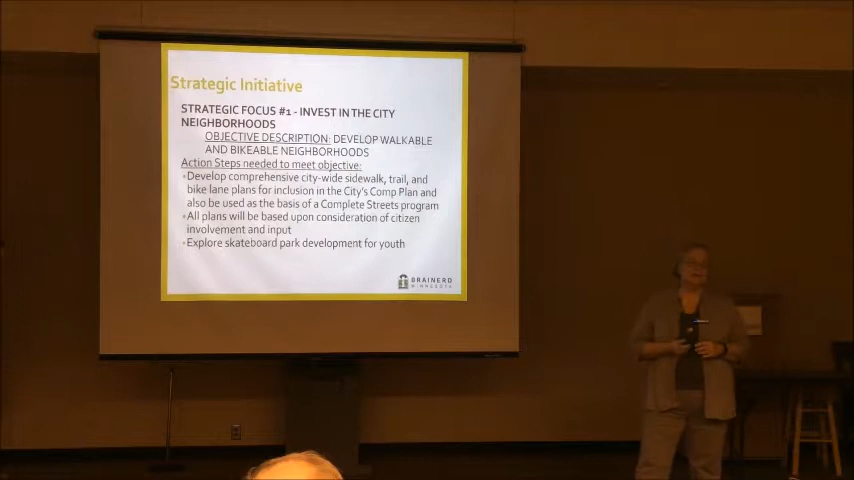 Strategic Initiative
STRATEGIC FOCUS #1 - INVEST IN THE CITY
NEIGHBORHOODS
OBJECTIVE DESCRIPTION: DEVELOP WALKABLE
AND BIKEABLE NEIGHBORHOODS
Action Steps needed to meet objective:
•Develop comprehensive city-wide sidewalk, trail, and
bike lane plans for inclusion in the City's Comp Plan and
also be used as the basis of a Complete Streets program
•All plans will be based upon consideration of citizen
involvement and input
•Explore skateboard park development for youth
BRAINERD
MINNESOTA